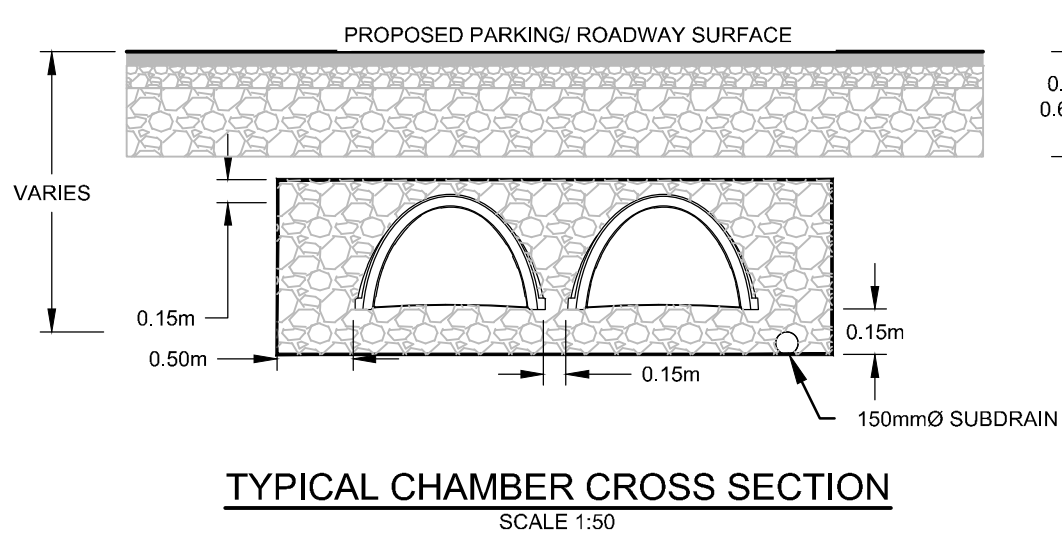 PROPOSED PARKING/ ROADWAY SURFACE
VARIES
0.15m
0.50m
0.15m
0.15m
150mmØ SUBDRAIN
TYPICAL CHAMBER CROSS SECTION
SCALE 1:50